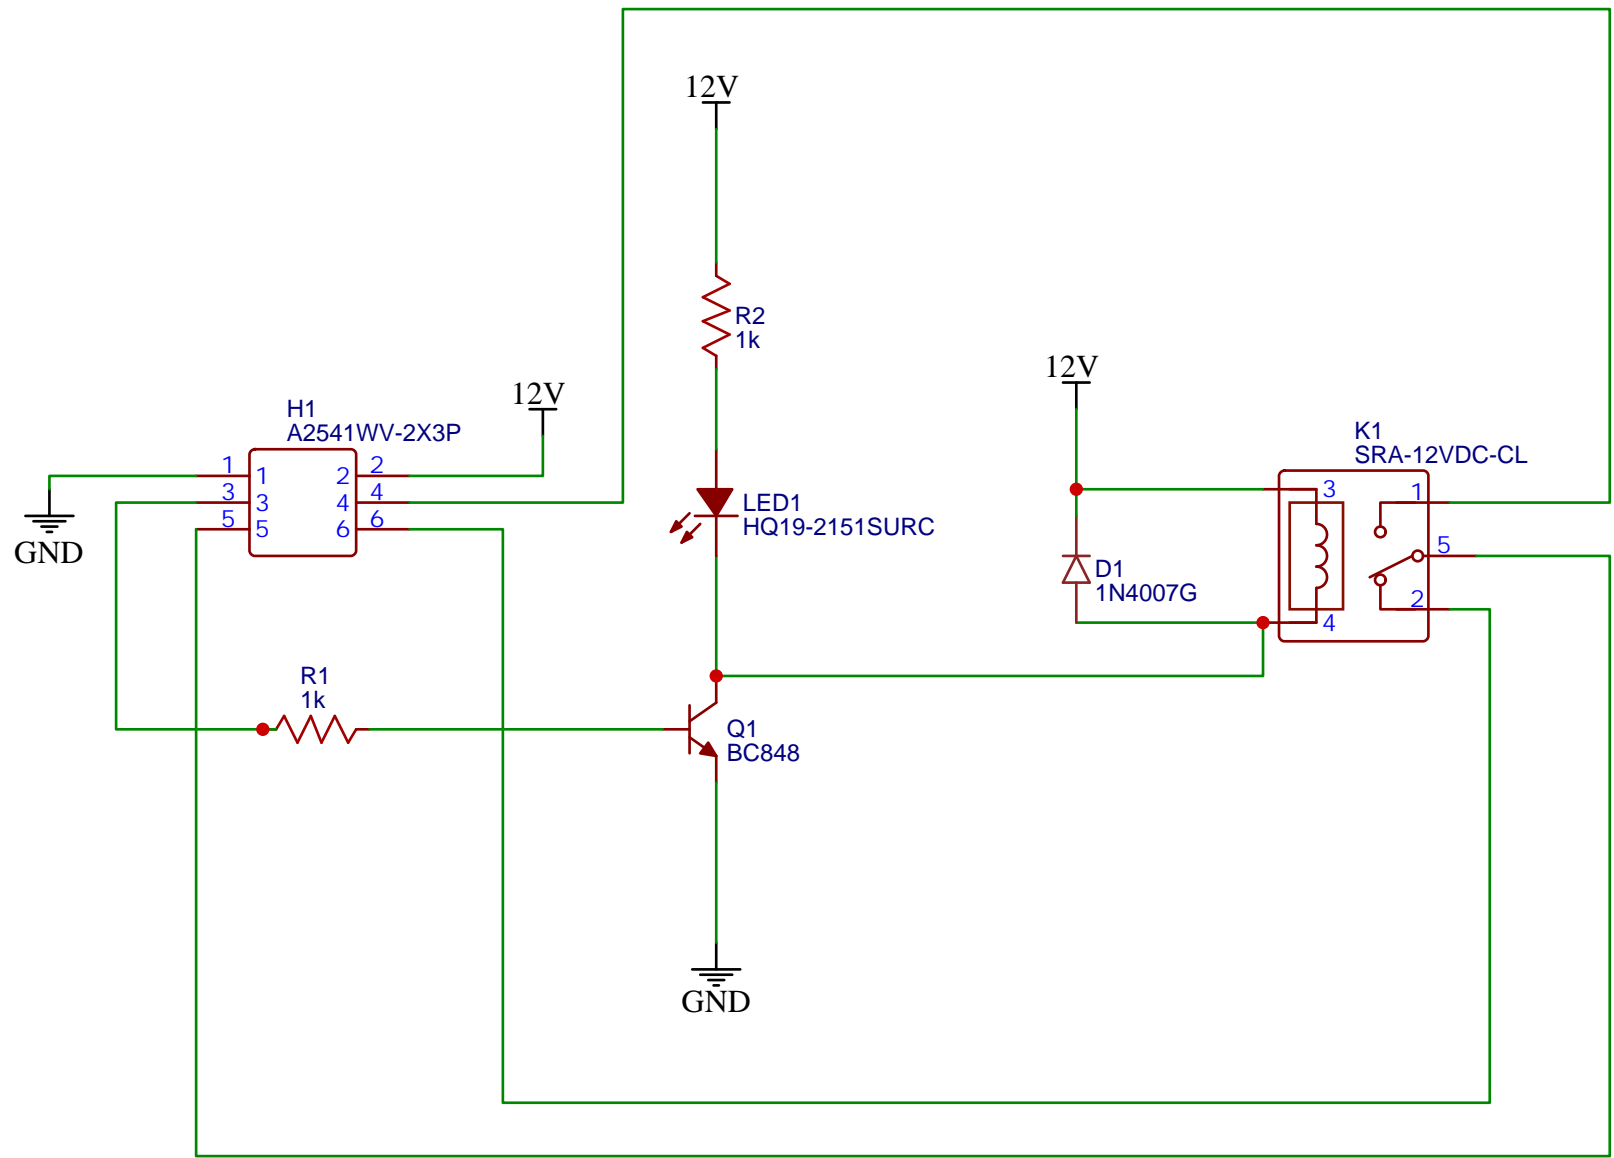 12V
R2
1k
12V
12V
H1
A2541WV-2X3P
K1
SRA-12VDC-CL
1 1 2 2
3 3 4 4
5 5 6 6
GND
LED1
HQ19-2151SURC
3 1
5
4 2
D1
1N4007G
R1
1k
Q1
BC848
GND